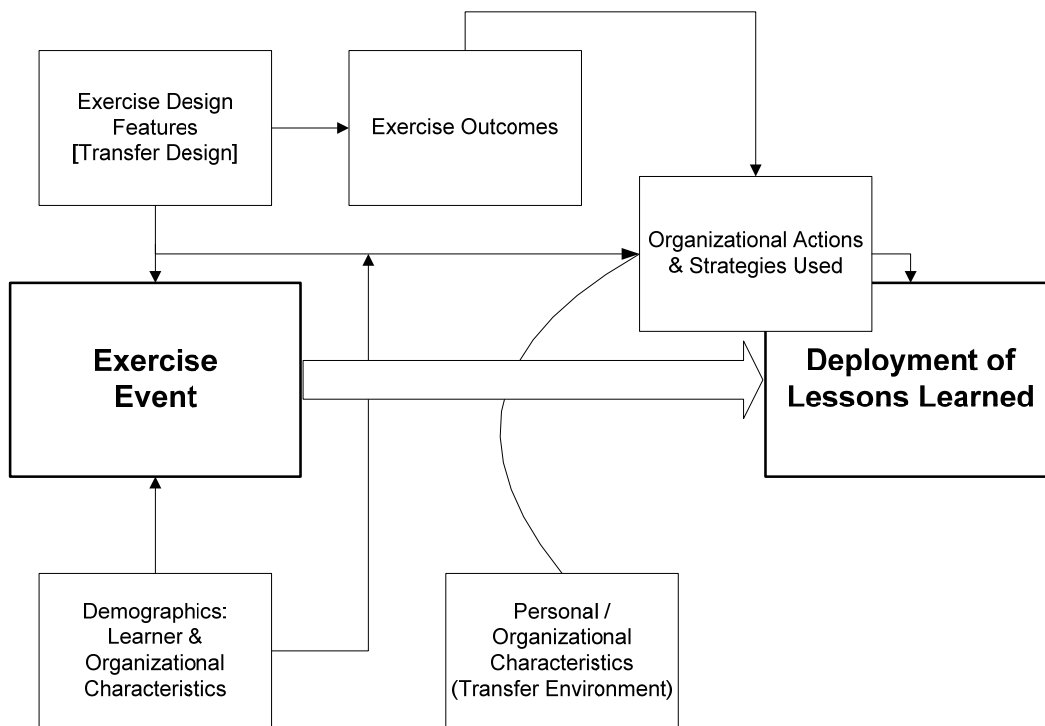 Exercise Design
Features
[Transfer Design]
Exercise Outcomes
Organizational Actions
& Strategies Used
Exercise
Event
Deployment of
Lessons Learned
Demographics:
Learner &
Organizational
Characteristics
Personal /
Organizational
Characteristics
(Transfer Environment)